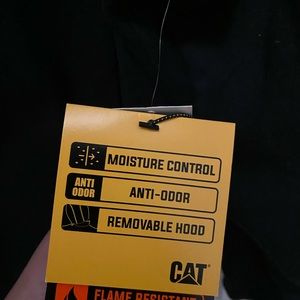 MOISTURE CONTROL
ANTI
ODOR
ANTI-ODOR
REMOVABLE HOOD
CAT
FLAME RESISTANT